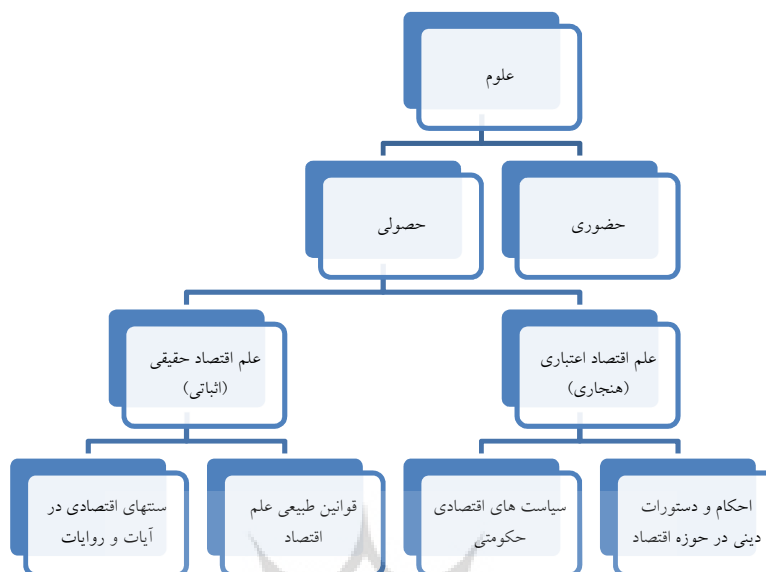 علوم
حضوری
حصولی
علم اقتصاد اعتباری
(هنجاری)
علم اقتصاد حقیقی
(اثباتی)
احکام و دستورات
دینی در حوزه اقتصاد
سیاست های اقتصادی
حکومتی
قوانین طبیعی علم
اقتصاد
سنتهای اقتصادی در
آیات و روایات